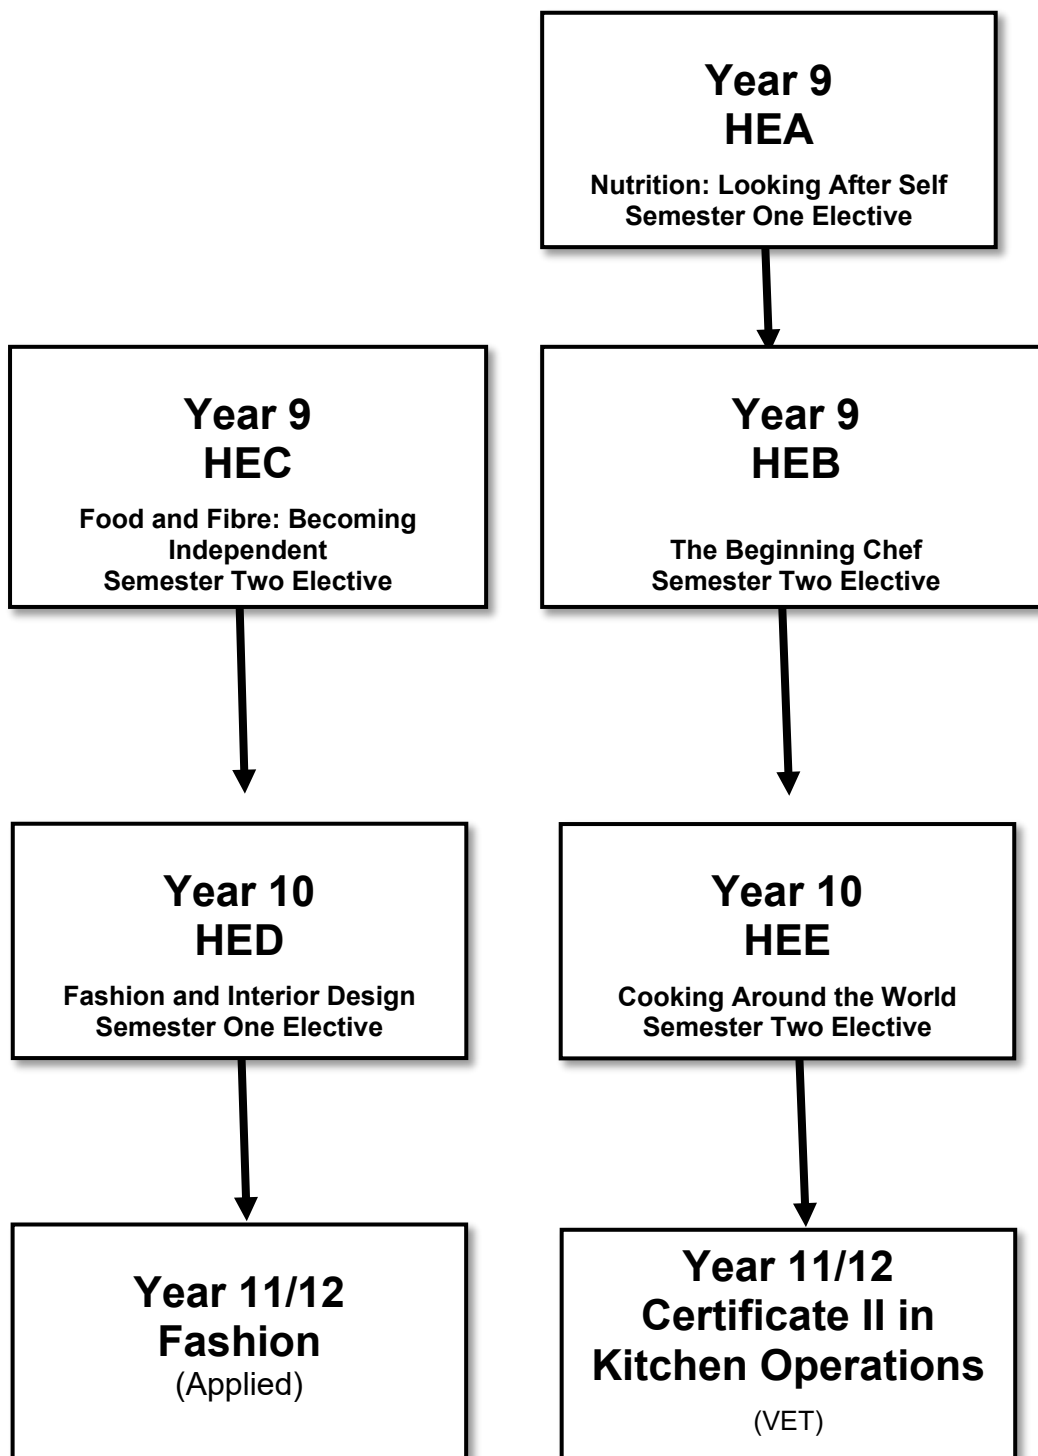 Year 9
HEA
Nutrition: Looking After Self
Semester One Elective
Year 9
HEC
Food and Fibre: Becoming
Independent
Semester Two Elective
Year 9
HEB
The Beginning Chef
Semester Two Elective
Year 10
HED
Fashion and Interior Design
Semester One Elective
Year 10
HEE
Cooking Around the World
Semester Two Elective
Year 11/12
Fashion
(Applied)
Year 11/12
Certificate II in
Kitchen Operations
(VET)